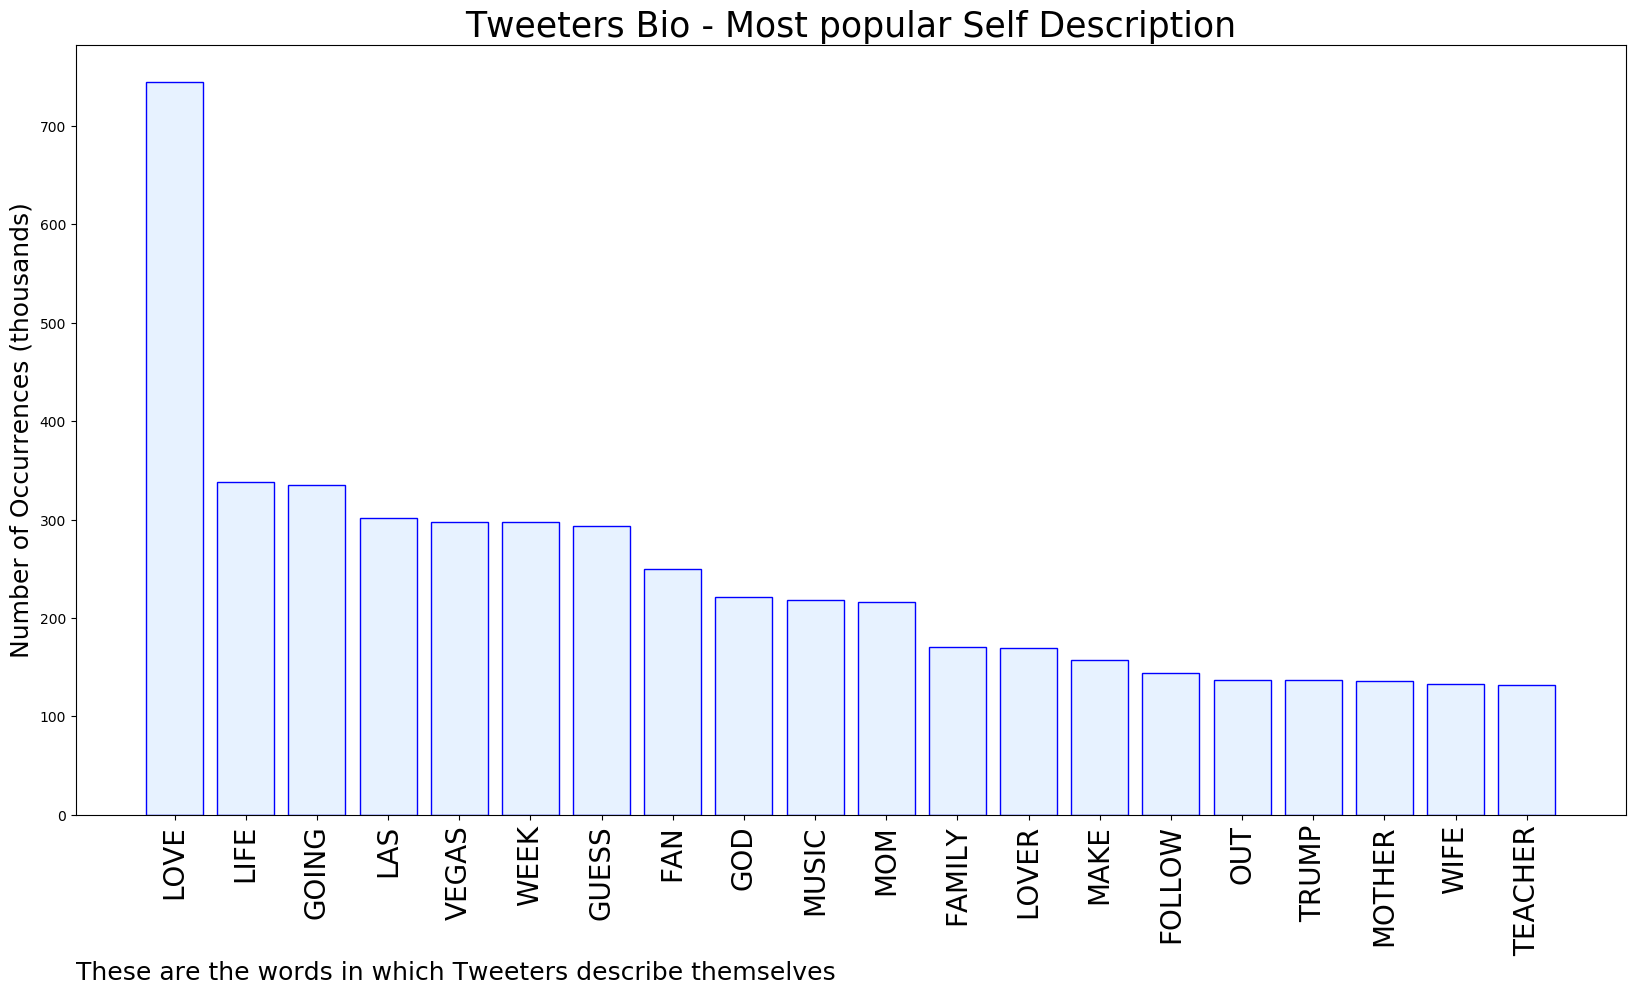 Tweeters Bio - Most popular Self Description
Number of Occurrences (thousands)
700
600
500
400
300
200
100
0
LOVE
LIFE
GOING
LAS
VEGAS
WEEK
GUESS
FAN
GOD
MUSIC
MOM
FAMILY
LOVER
MAKE
FOLLOW
OUT
TRUMP
MOTHER
WIFE
TEACHER
These are the words in which Tweeters describe themselves